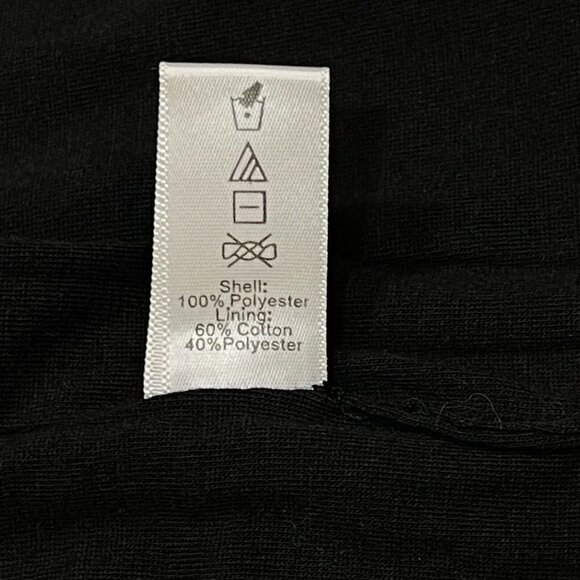 Shell:
100% Polyester
Lining:
60% Cotton
40%Polyester